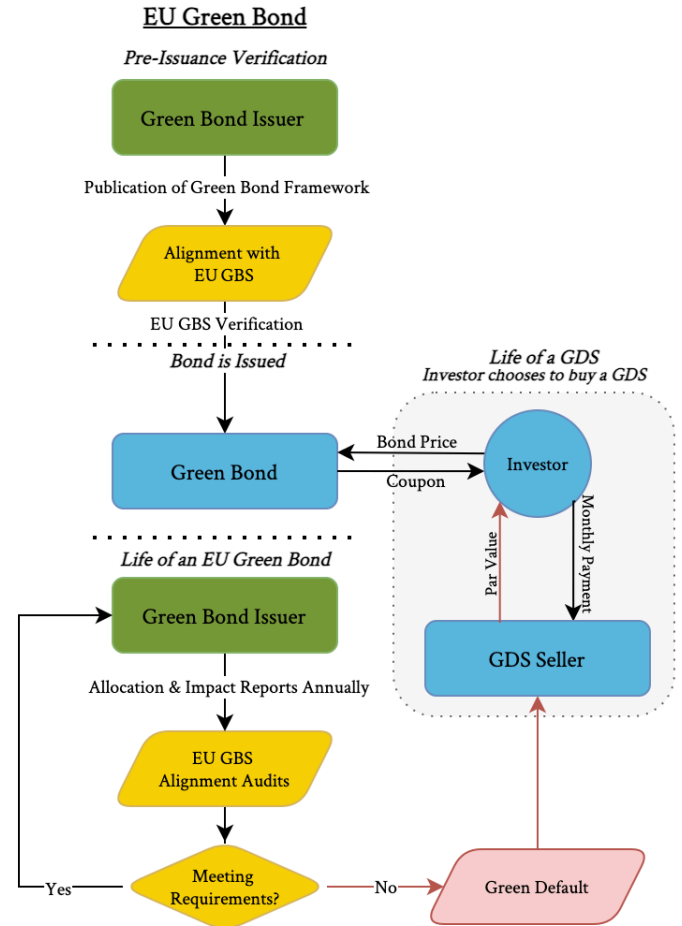 EU Green Bond
Pre-Issuance Verification
Green Bond Issuer
Publication of Green Bond Framework
Alignment with
EU GBS
EU GBS Verification
Bond is Issued
Life of a GDS
Investor chooses to buy a GDS
Green Bond
Bond Price
Coupon
Investor
Par Value
Monthly Payment
GDS Seller
Life of an EU Green Bond
Green Bond Issuer
Allocation & Impact Reports Annually
EU GBS
Alignment Audits
Meeting
Requirements?
Yes
No
Green Default